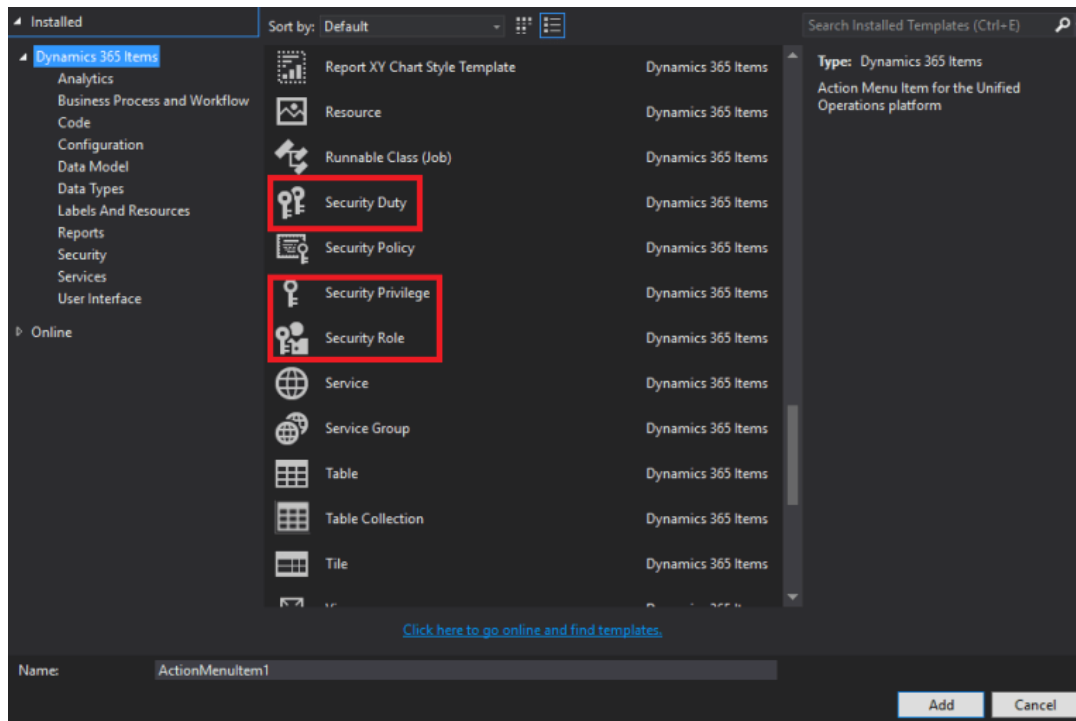 Installed
Sort by: Default
Search Installed Templates (Ctrl+E)
Dynamics 365 Items
Analytics
Business Process and Workflow
Code
Configuration
Data Model
Data Types
Labels And Resources
Reports
Security
Services
User Interface
Online
Report XY Chart Style Template Dynamics 365 Items
Resource Dynamics 365 Items
Runnable Class (Job) Dynamics 365 Items
Security Duty Dynamics 365 Items
Security Policy Dynamics 365 Items
Security Privilege Dynamics 365 Items
Security Role Dynamics 365 Items
Service Dynamics 365 Items
Service Group Dynamics 365 Items
Table Dynamics 365 Items
Table Collection Dynamics 365 Items
Tile Dynamics 365 Items
Type: Dynamics 365 Items
Action Menu Item for the Unified
Operations platform
Click here to go online and find templates.
Name: ActionMenuItem1
Add Cancel